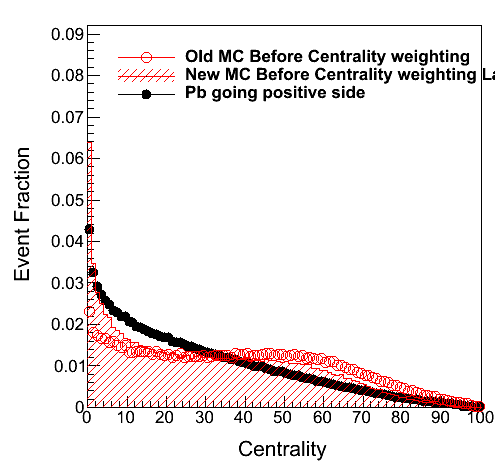 Old MC Before Centrality weighting
New MC Before Centrality weighting La
Pb going positive side
0.09
0.08
0.07
0.06
0.05
0.04
0.03
0.02
0.01
0
Event Fraction
0 10 20 30 40 50 60 70 80 90 100
Centrality